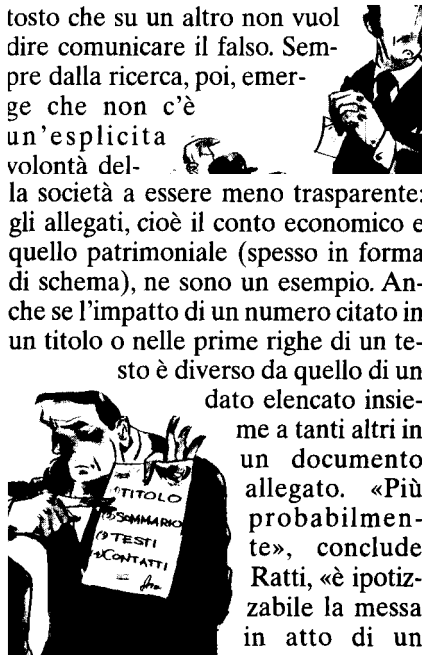 tosto che su un altro non vuol
dire comunicare il falso. Sem-
pre dalla ricerca, poi, emer-
ge che non c'è
un'esplicita
volontà del-
la società a essere meno trasparente:
gli allegati, cioè il conto economico e
quello patrimoniale (spesso in forma
di schema), ne sono un esempio. An-
che se l'impatto di un numero citato in
un titolo o nelle prime righe di un te-
sto è diverso da quello di un
dato elencato insie-
me a tanti altri in
un documento
allegato. «Più
probabilmen-
te», conclude
Ratti, «è ipotiz-
zabile la messa
in atto di un
TITOLO
SOMMARIO
TESTI
CONTATTI